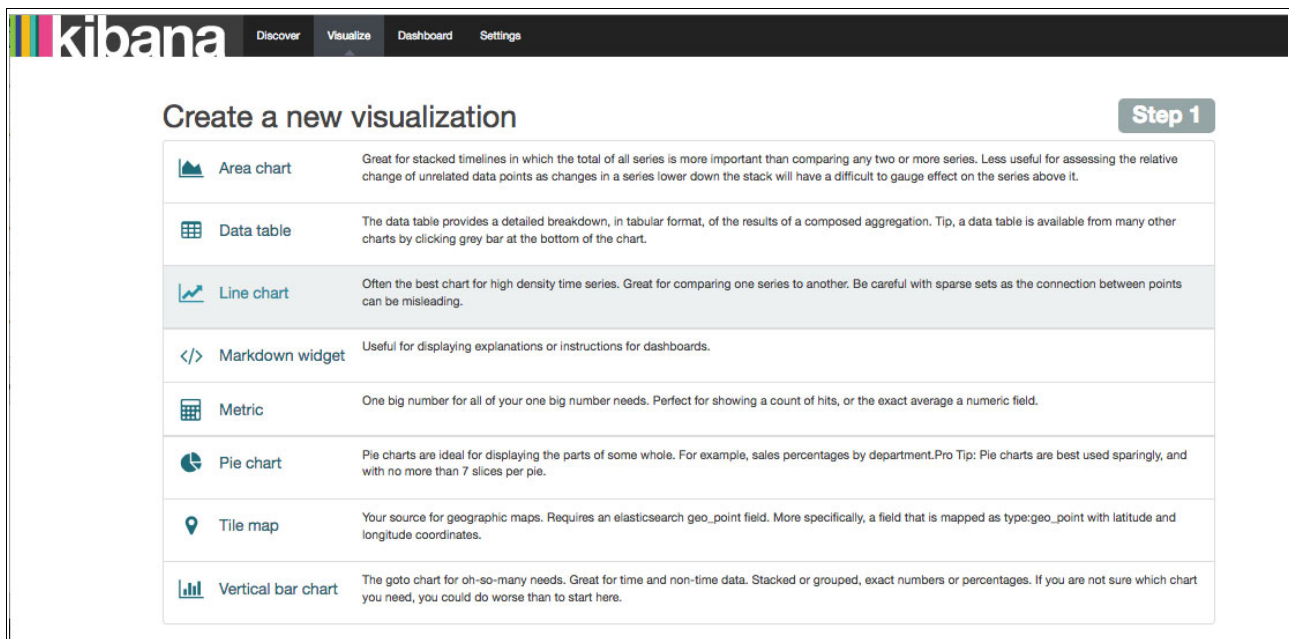 kibana
Discover
Visualize
Dashboard
Settings
Create a new visualization
Step 1
Area chart
Great for stacked timelines in which the total of all series is more important than comparing any two or more series. Less useful for assessing the relative
change of unrelated data points as changes in a series lower down the stack will have a difficult to gauge effect on the series above it.
Data table
The data table provides a detailed breakdown, in tabular format, of the results of a composed aggregation. Tip, a data table is available from many other
charts by clicking grey bar at the bottom of the chart.
Line chart
Often the best chart for high density time series. Great for comparing one series to another. Be careful with sparse sets as the connection between points
can be misleading.
Markdown widget
Useful for displaying explanations or instructions for dashboards.
Metric
One big number for all of your one big number needs. Perfect for showing a count of hits, or the exact average a numeric field.
Pie chart
Pie charts are ideal for displaying the parts of some whole. For example, sales percentages by department.Pro Tip: Pie charts are best used sparingly, and
with no more than 7 slices per pie.
Tile map
Your source for geographic maps. Requires an elasticsearch geo_point field. More specifically, a field that is mapped as type:geo_point with latitude and
longitude coordinates.
Vertical bar chart
The goto chart for oh-so-many needs. Great for time and non-time data. Stacked or grouped, exact numbers or percentages. If you are not sure which chart
you need, you could do worse than to start here.